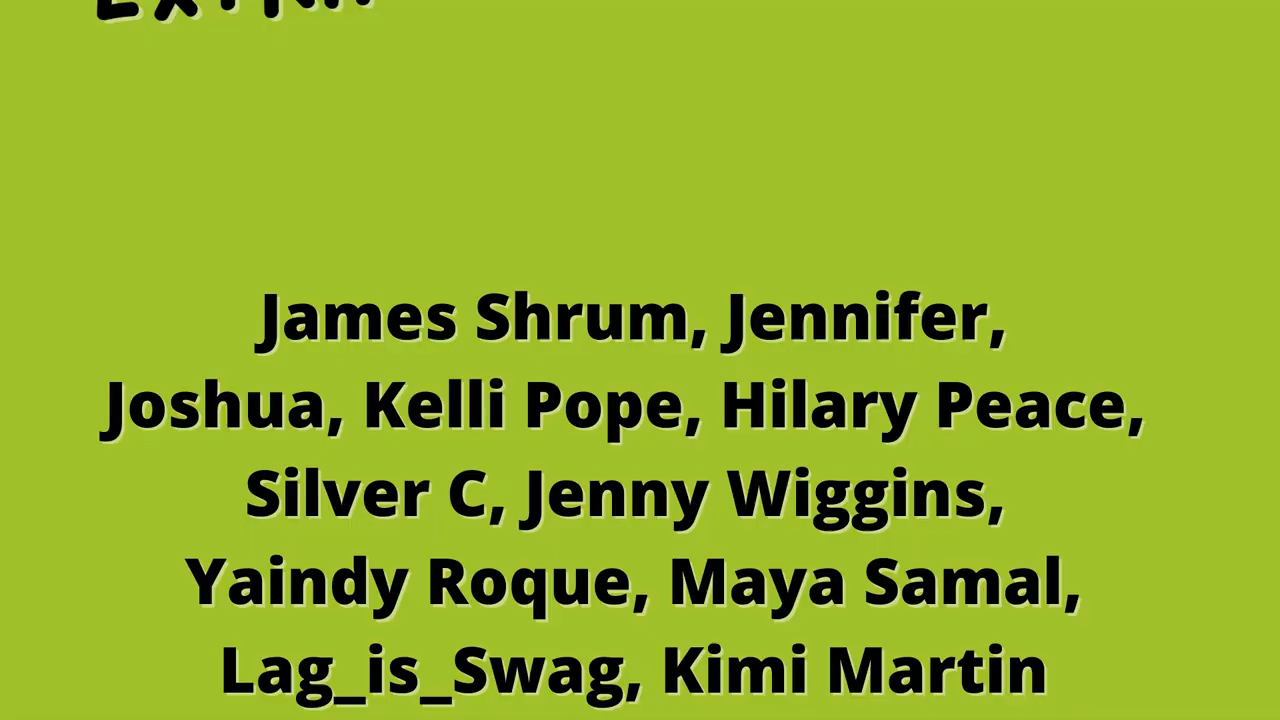 James Shrum, Jennifer,
Joshua, Kelli Pope, Hilary Peace,
Silver C, Jenny Wiggins,
Yaindy Roque, Maya Samal,
Lag_is_Swag, Kimi Martin